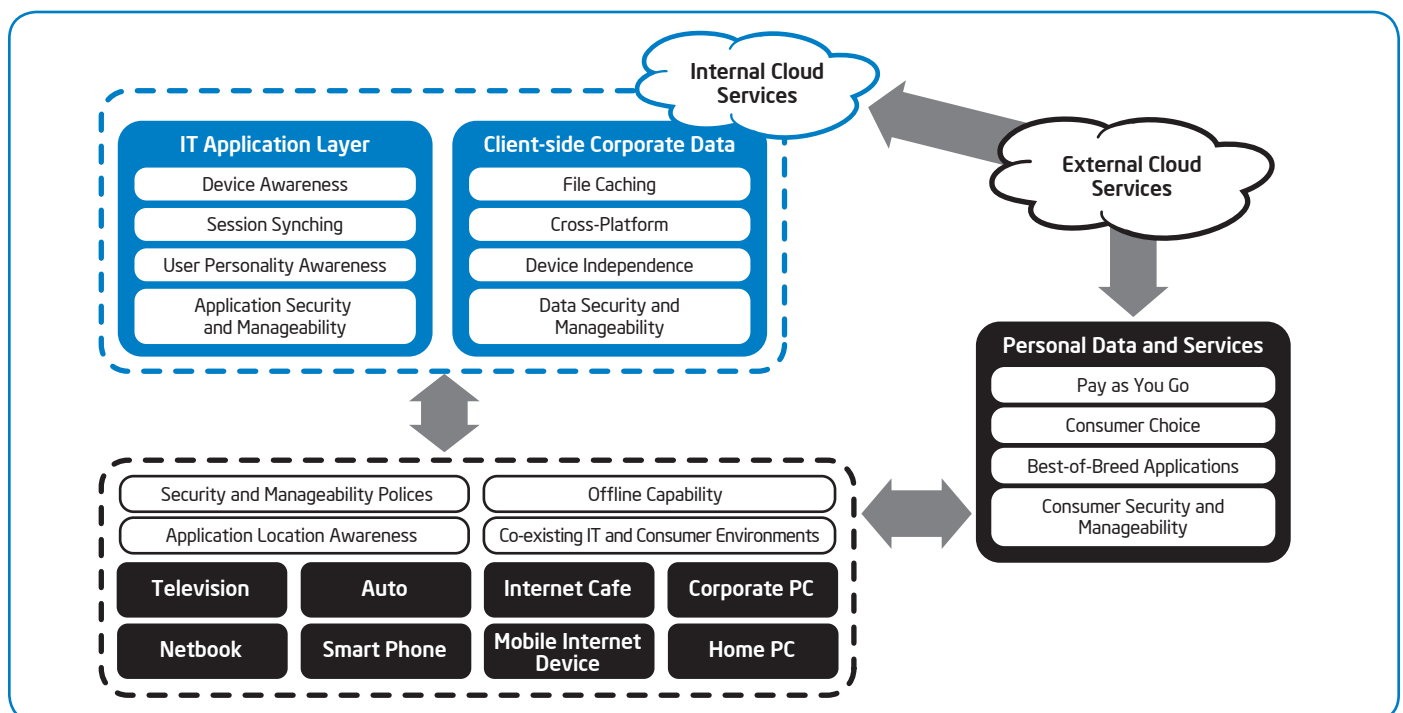 Internal Cloud
Services
External Cloud
Services
IT Application Layer
Device Awareness
Session Synching
User Personality Awareness
Application Security
and Manageability
Client-side Corporate Data
File Caching
Cross-Platform
Device Independence
Data Security and
Manageability
Personal Data and Services
Pay as You Go
Consumer Choice
Best-of-Breed Applications
Consumer Security and
Manageability
Security and Manageability Polices
Offline Capability
Application Location Awareness
Co-existing IT and Consumer Environments
Television
Auto
Internet Cafe
Corporate PC
Netbook
Smart Phone
Mobile Internet
Device
Home PC